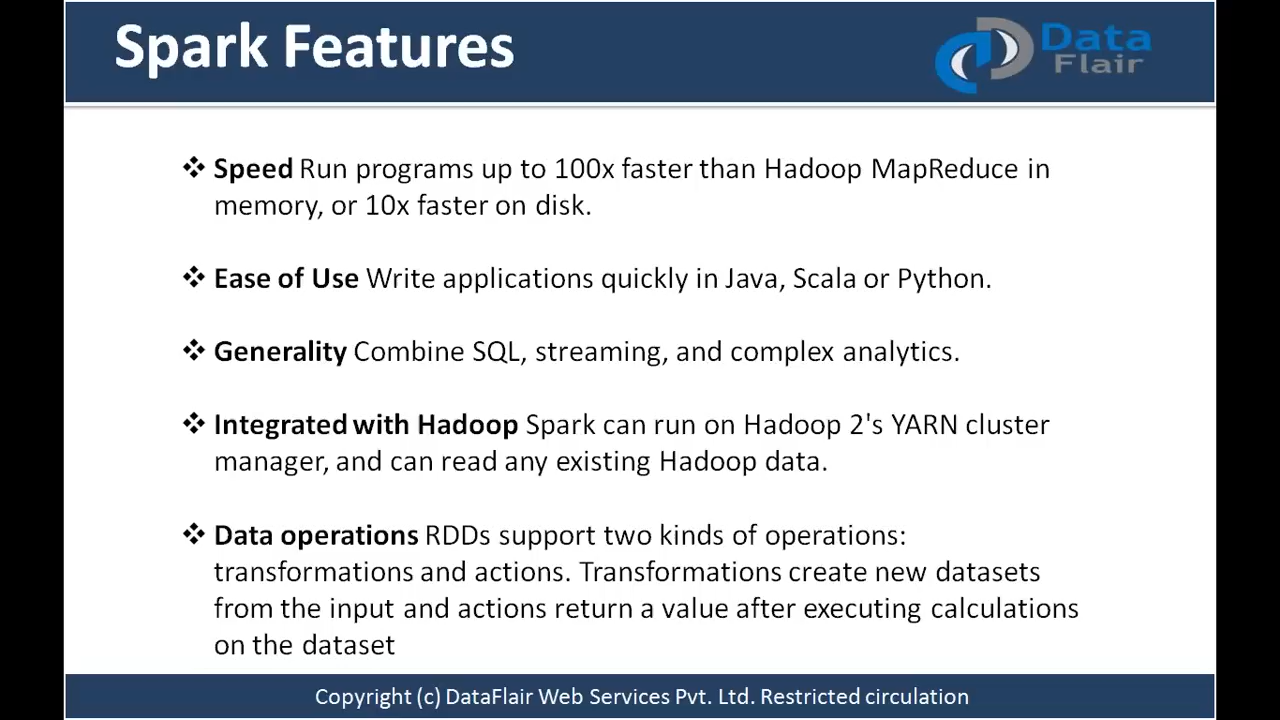 Spark Features
Data
Flair
❖ Speed Run programs up to 100x faster than Hadoop MapReduce in
memory, or 10x faster on disk.
❖ Ease of Use Write applications quickly in Java, Scala or Python.
❖ Generality Combine SQL, streaming, and complex analytics.
❖ Integrated with Hadoop Spark can run on Hadoop 2's YARN cluster
manager, and can read any existing Hadoop data.
❖ Data operations RDDs support two kinds of operations:
transformations and actions. Transformations create new datasets
from the input and actions return a value after executing calculations
on the dataset
Copyright (c) DataFlair Web Services Pvt. Ltd. Restricted circulation